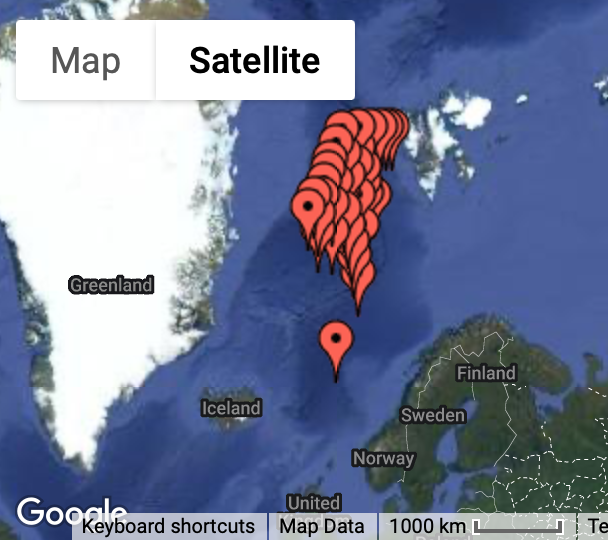 Map
Satellite
Greenland
Finland
Iceland
Sweden
Norway
United
Google
Keyboard shortcuts
Map Data
1000 km
Te